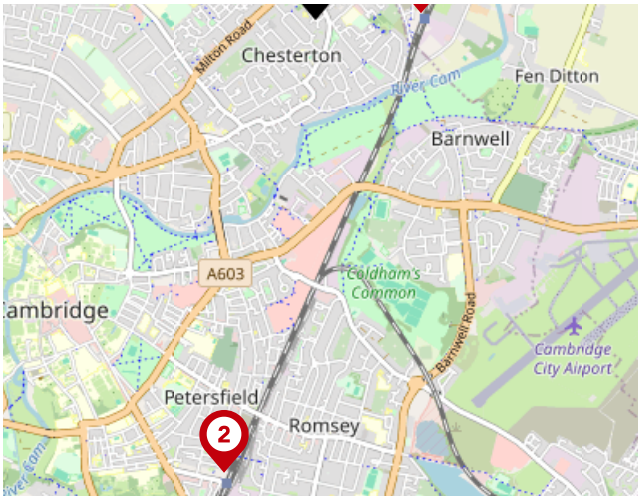 Milton Road
Chesterton
River Cam
Fen Ditton
Barnwell
A603
Coldham's
Common
Cambridge
Barnwell Road
Cambridge
City Airport
Petersfield
2
Romsey
River Cam